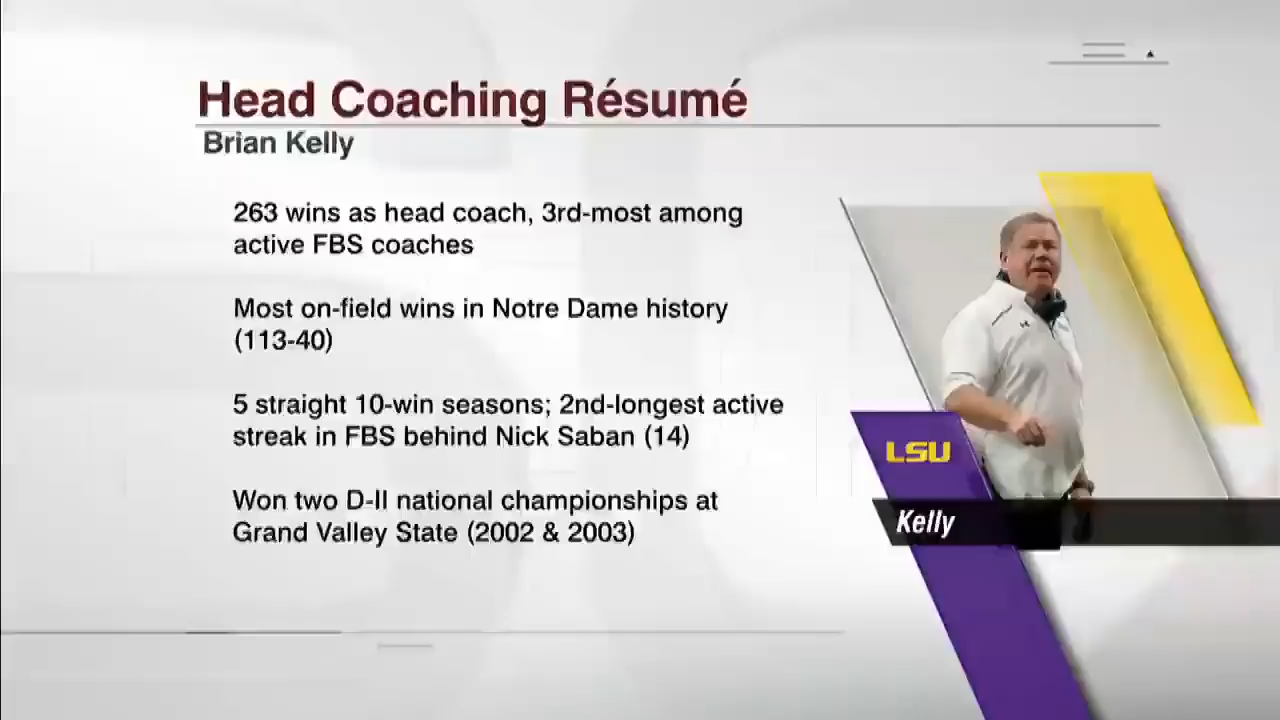 Head Coaching Résumé
Brian Kelly
263 wins as head coach, 3rd-most among
active FBS coaches
Most on-field wins in Notre Dame history
(113-40)
5 straight 10-win seasons; 2nd-longest active
streak in FBS behind Nick Saban (14)
Won two D-II national championships at
Grand Valley State (2002 & 2003)
LSU
Kelly